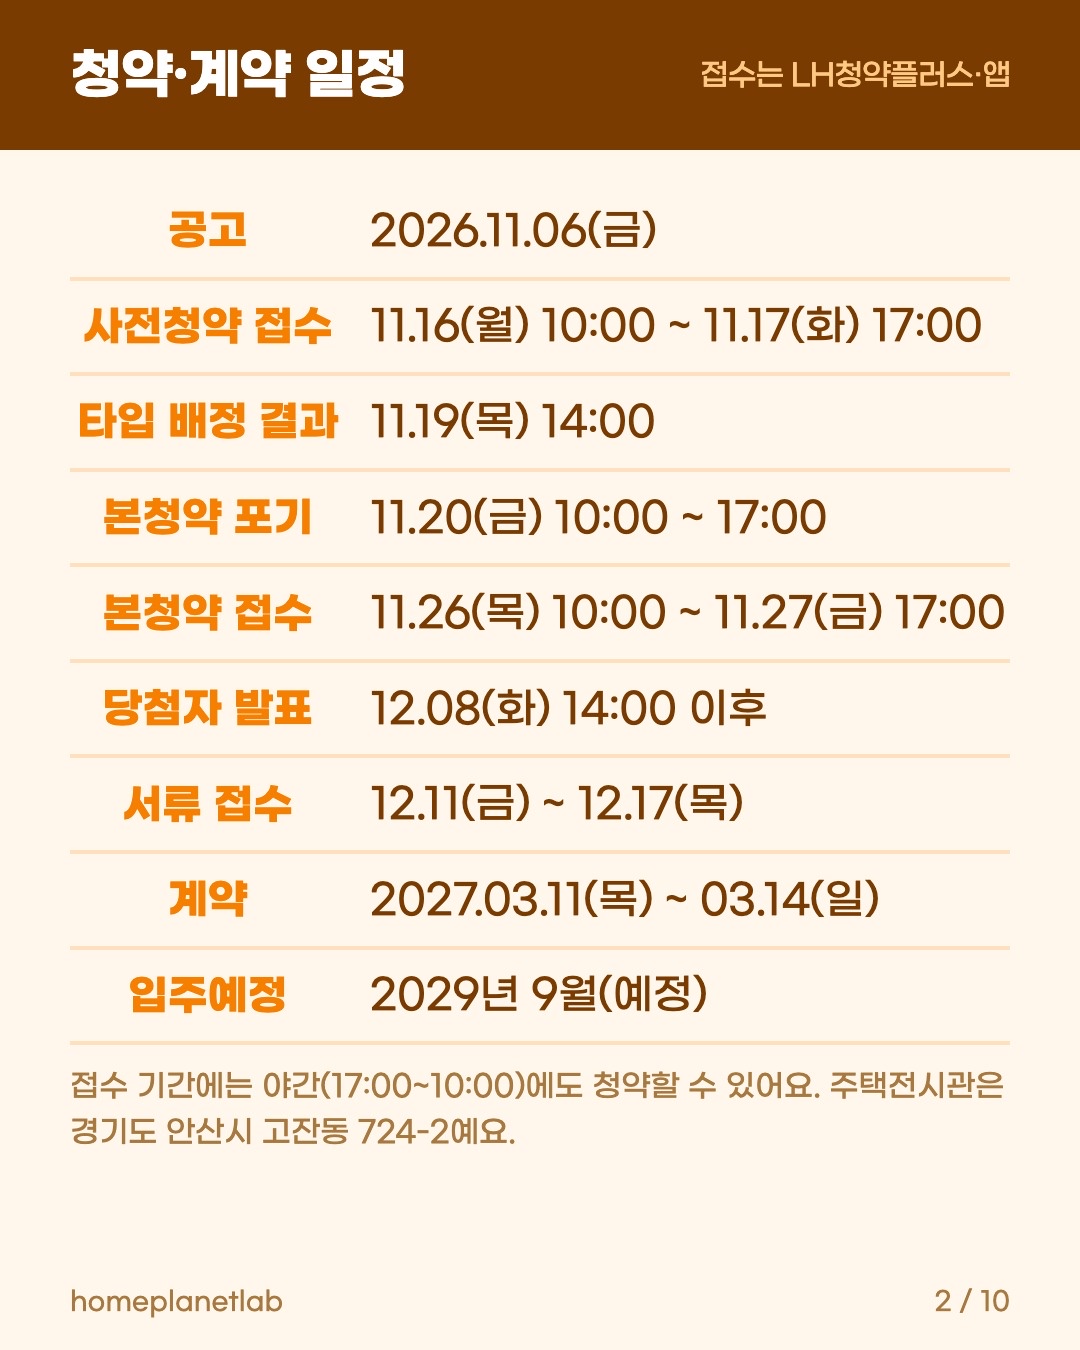 청약·계약 일정
접수는 LH청약플러스·앱
공고 2026.11.06(금)
사전청약 접수 11.16(월) 10:00 ~ 11.17(화) 17:00
타입 배정 결과 11.19(목) 14:00
본청약 포기 11.20(금) 10:00 ~ 17:00
본청약 접수 11.26(목) 10:00 ~ 11.27(금) 17:00
당첨자 발표 12.08(화) 14:00 이후
서류 접수 12.11(금) ~ 12.17(목)
계약 2027.03.11(목) ~ 03.14(일)
입주예정 2029년 9월(예정)
접수 기간에는 야간(17:00~10:00)에도 청약할 수 있어요. 주택전시관은
경기도 안산시 고잔동 724-2예요.
homeplanetlab
2 / 10